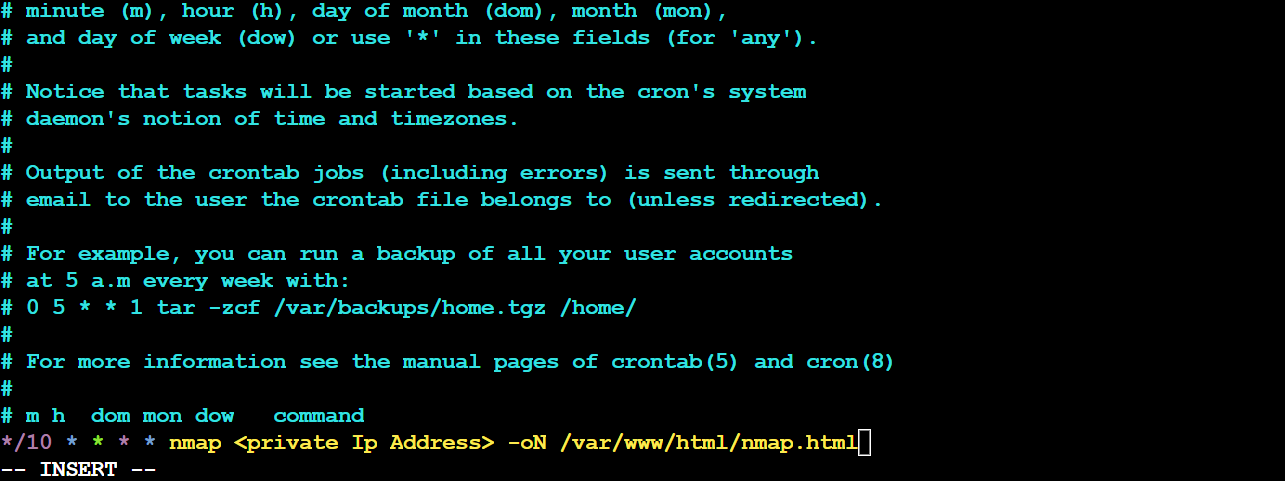 # minute (m), hour (h), day of month (dom), month (mon),
# and day of week (dow) or use '*' in these fields (for 'any').
#
# Notice that tasks will be started based on the cron's system
# daemon's notion of time and timezones.
#
# Output of the crontab jobs (including errors) is sent through
# email to the user the crontab file belongs to (unless redirected).
#
# For example, you can run a backup of all your user accounts
# at 5 a.m every week with:
# 0 5 * * 1 tar -zcf /var/backups/home.tgz /home/
#
# For more information see the manual pages of crontab(5) and cron(8)
#
# m h  dom mon dow   command
*/10 * * * * nmap <private Ip Address> -oN /var/www/html/nmap.html
-- INSERT --